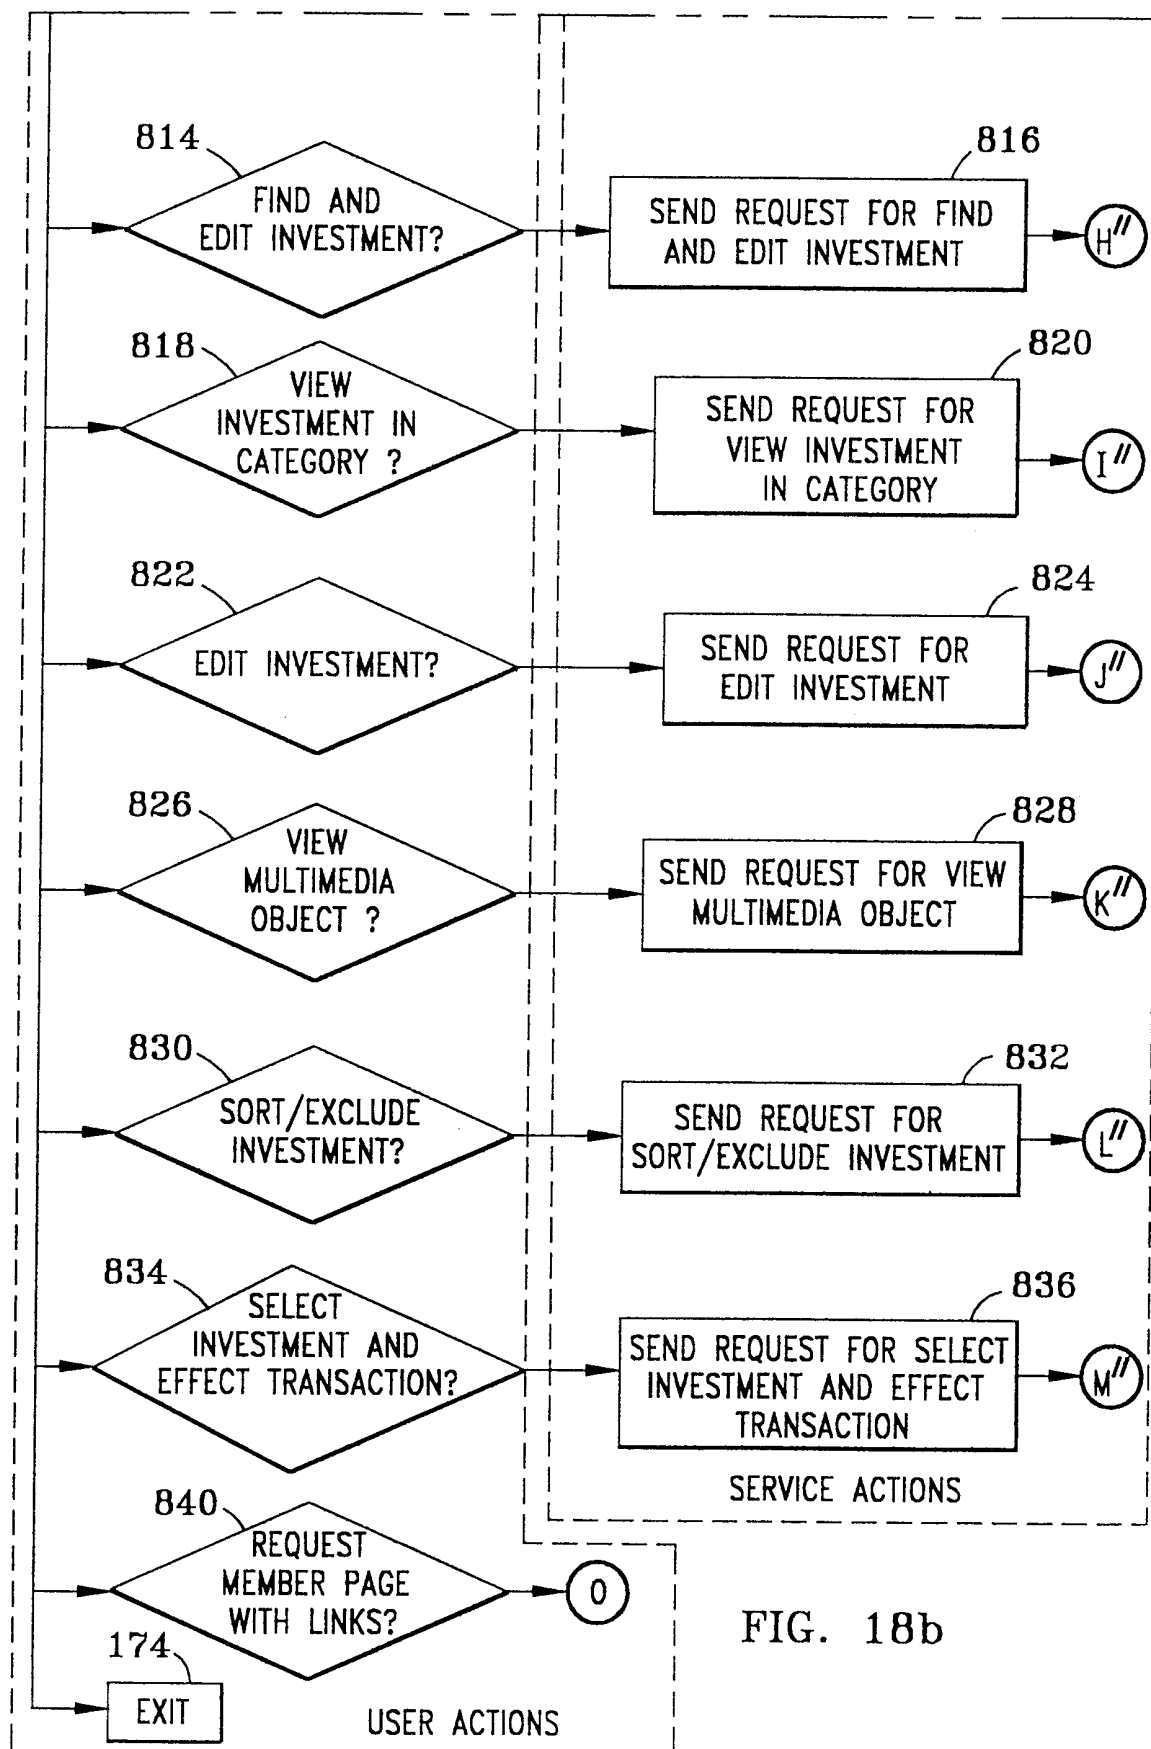 814
FIND AND
EDIT INVESTMENT?
816
SEND REQUEST FOR FIND
AND EDIT INVESTMENT
H"
818
VIEW
INVESTMENT IN
CATEGORY ?
820
SEND REQUEST FOR
VIEW INVESTMENT
IN CATEGORY
I"
822
EDIT INVESTMENT?
824
SEND REQUEST FOR
EDIT INVESTMENT
J"
826
VIEW
MULTIMEDIA
OBJECT ?
828
SEND REQUEST FOR VIEW
MULTIMEDIA OBJECT
K"
830
SORT/EXCLUDE
INVESTMENT?
832
SEND REQUEST FOR
SORT/EXCLUDE INVESTMENT
L"
834
SELECT
INVESTMENT AND
EFFECT TRANSACTION?
836
SEND REQUEST FOR SELECT
INVESTMENT AND EFFECT
TRANSACTION
M"
SERVICE ACTIONS
840
REQUEST
MEMBER PAGE
WITH LINKS?
O
FIG. 18b
174
EXIT
USER ACTIONS